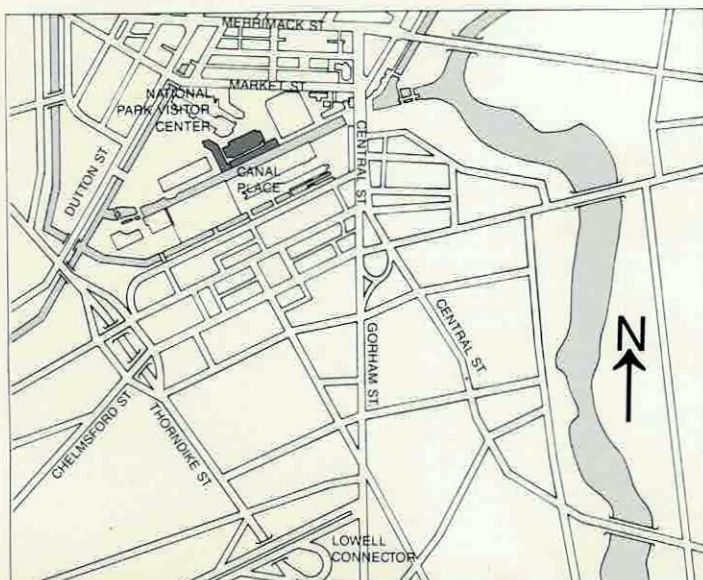 MERRIMACK ST.
MARKET ST.
NATIONAL
PARK VISITOR
CENTER
DUTTON ST.
CANAL
PLACE
CENTRAL ST.
CENTRAL ST.
GORHAM ST.
N
CHELMSFORD ST.
THORNDIKE ST.
LOWELL
CONNECTOR